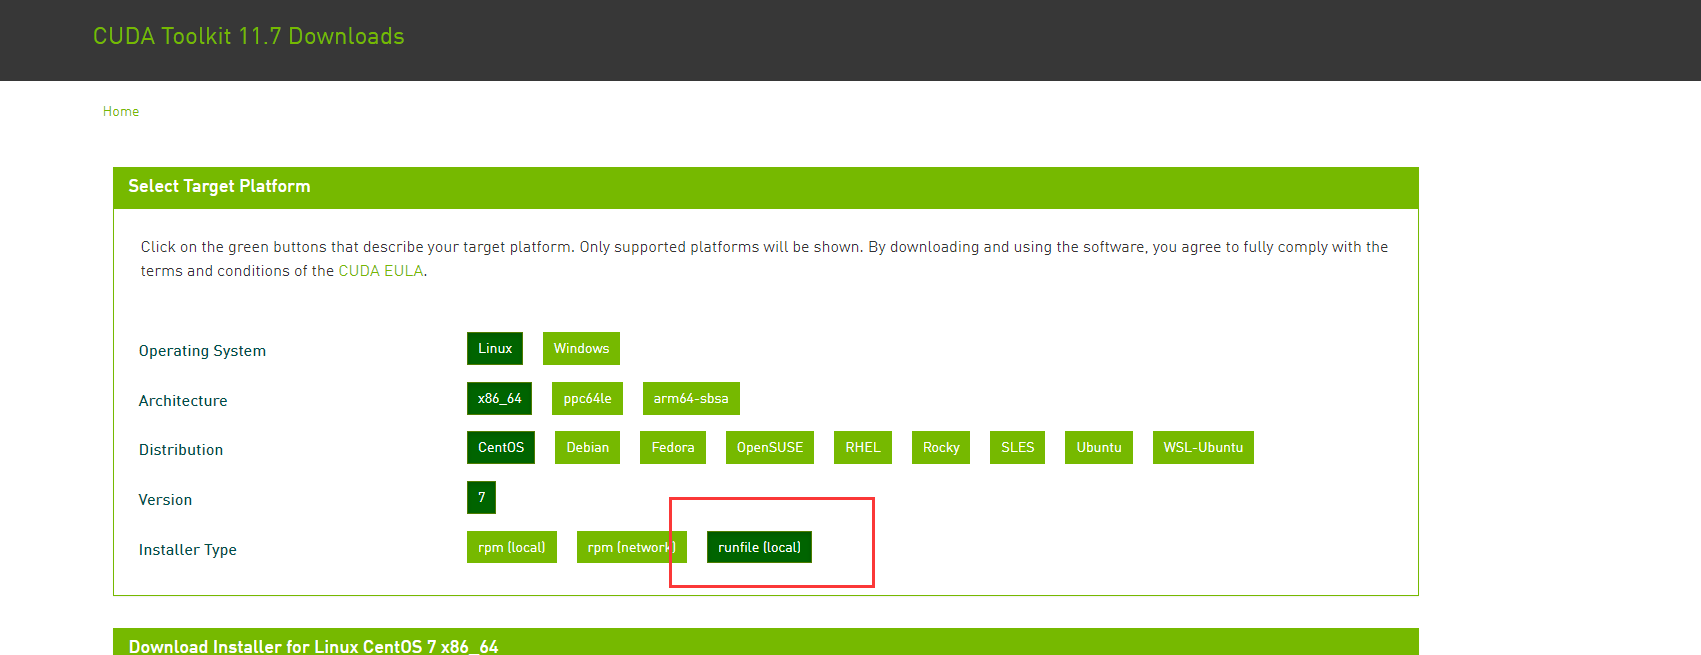 CUDA Toolkit 11.7 Downloads
Home
Select Target Platform
Click on the green buttons that describe your target platform. Only supported platforms will be shown. By downloading and using the software, you agree to fully comply with the
terms and conditions of the CUDA EULA.
Operating System Linux Windows
Architecture x86_64 ppc64le arm64-sbsa
Distribution CentOS Debian Fedora OpenSUSE RHEL Rocky SLES Ubuntu WSL-Ubuntu
Version 7
Installer Type rpm (local) rpm (network) runfile (local)
Download Installer for Linux CentOS 7 x86_64